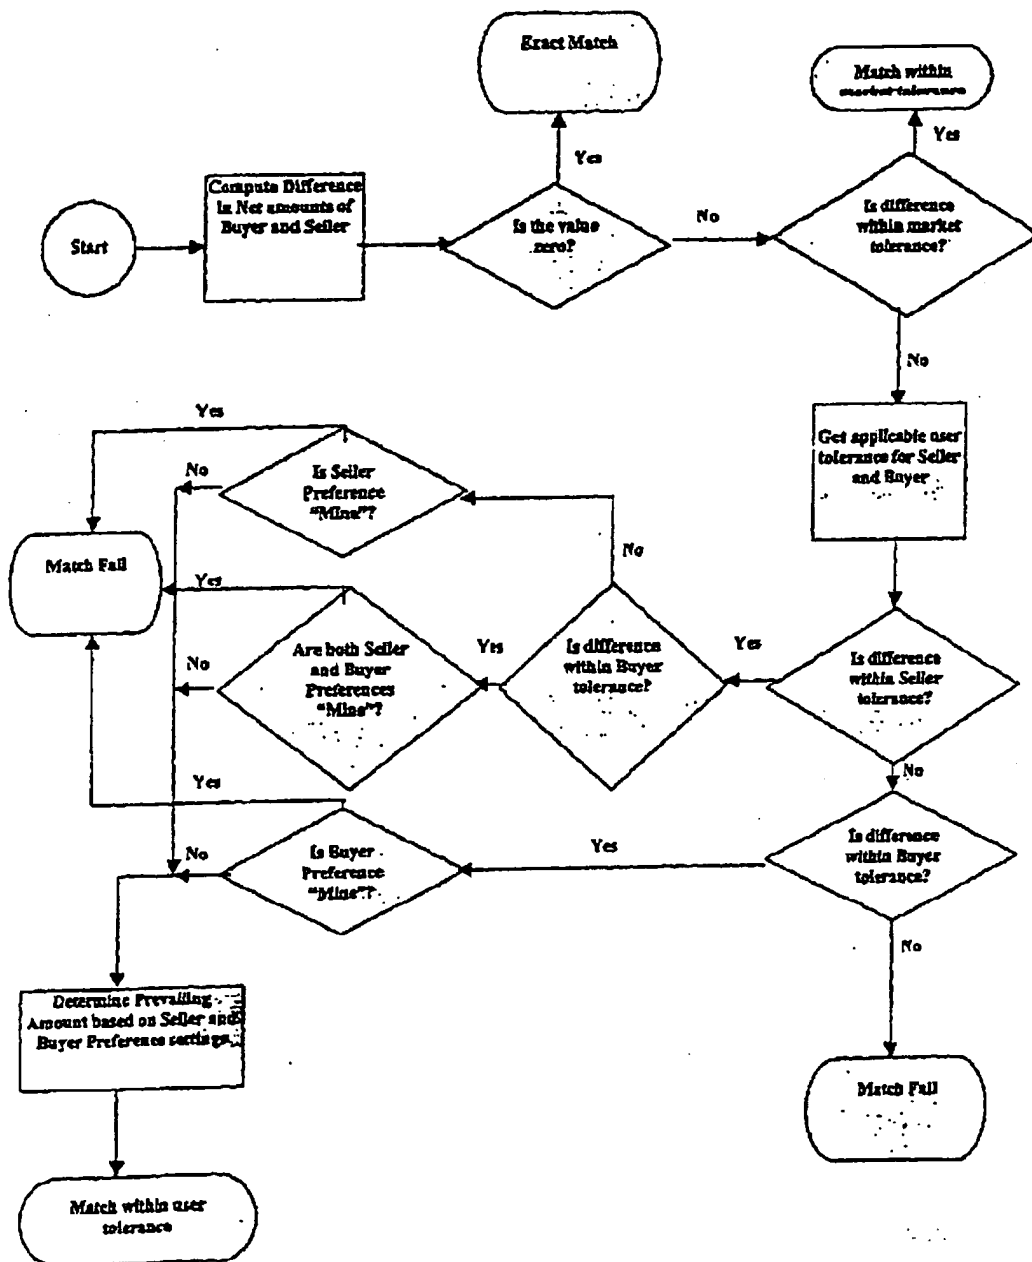 Exact Match
Match within
market tolerance
Yes
Yes
Start
Compute Difference
in Net amounts of
Buyer and Seller
Is the value
zero?
No
Is difference
within market
tolerance?
No
Get applicable user
tolerance for Seller
and Buyer
Yes
No
Is Seller
Preference
"Mine"?
No
Match Fail
Yes
Are both Seller
and Buyer
Preferences
"Mine"?
No
Yes
Is difference
within Buyer
tolerance?
Yes
Is difference
within Seller
tolerance?
No
Yes
No
Is Buyer
Preference
"Mine"?
Yes
Is difference
within Buyer
tolerance?
No
Determine Prevailing
Amount based on Seller and
Buyer Preference settings
Match Fail
Match within user
tolerance